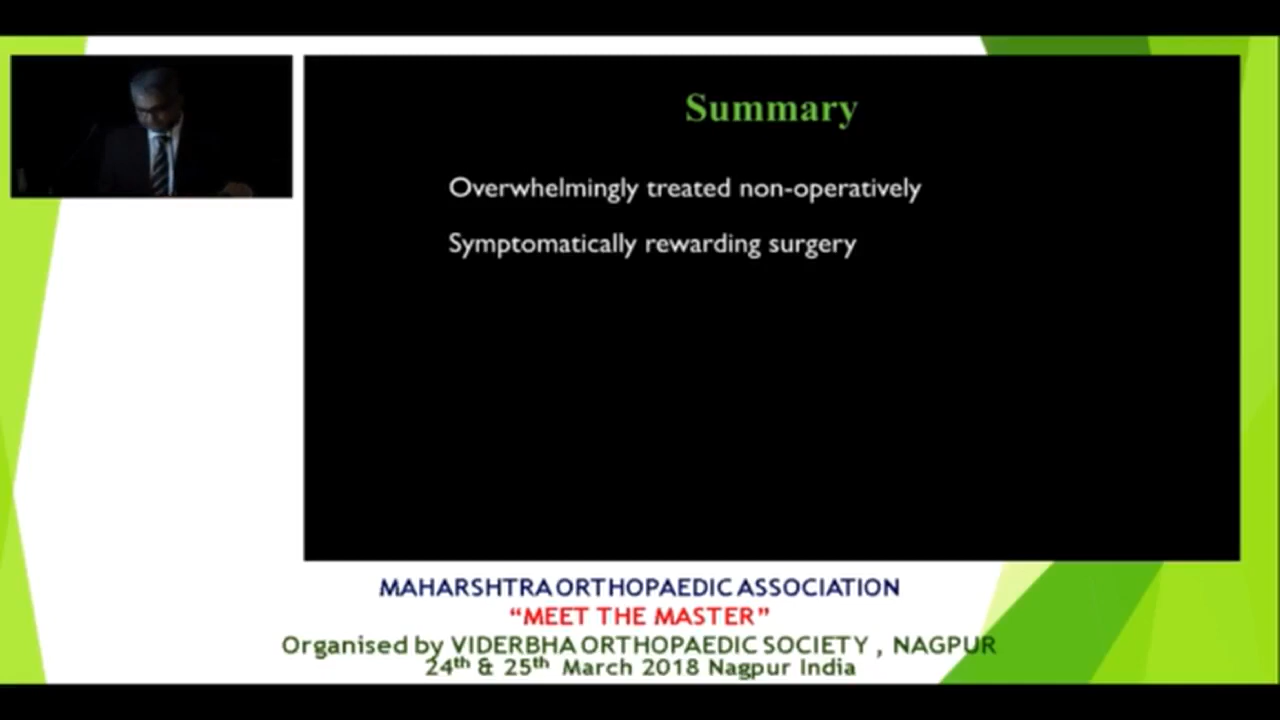 Summary
Overwhelmingly treated non-operatively
Symptomatically rewarding surgery
MAHARSHTRA ORTHOPAEDIC ASSOCIATION
“MEET THE MASTER”
Organised by VIDERBHA ORTHOPAEDIC SOCIETY , NAGPUR
24th & 25th March 2018 Nagpur India